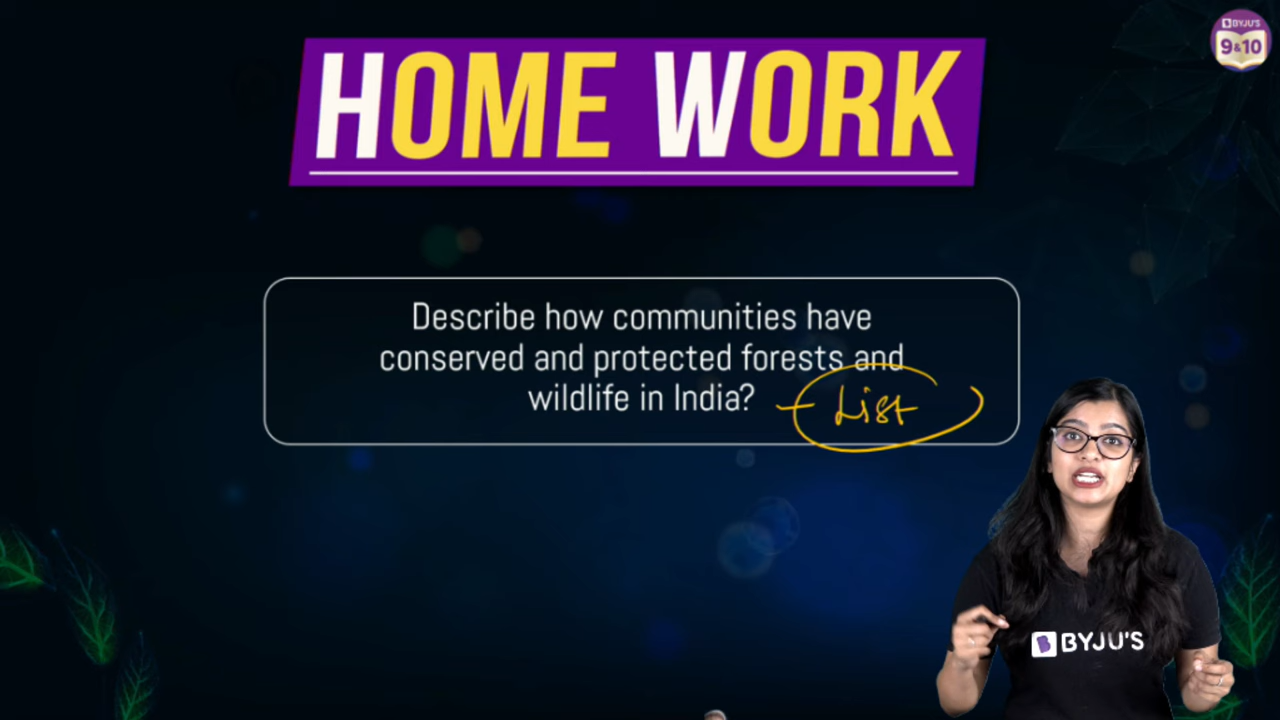 BYJU'S
9&10
HOME WORK
Describe how communities have
conserved and protected forests and
wildlife in India?
- List
BYJU'S